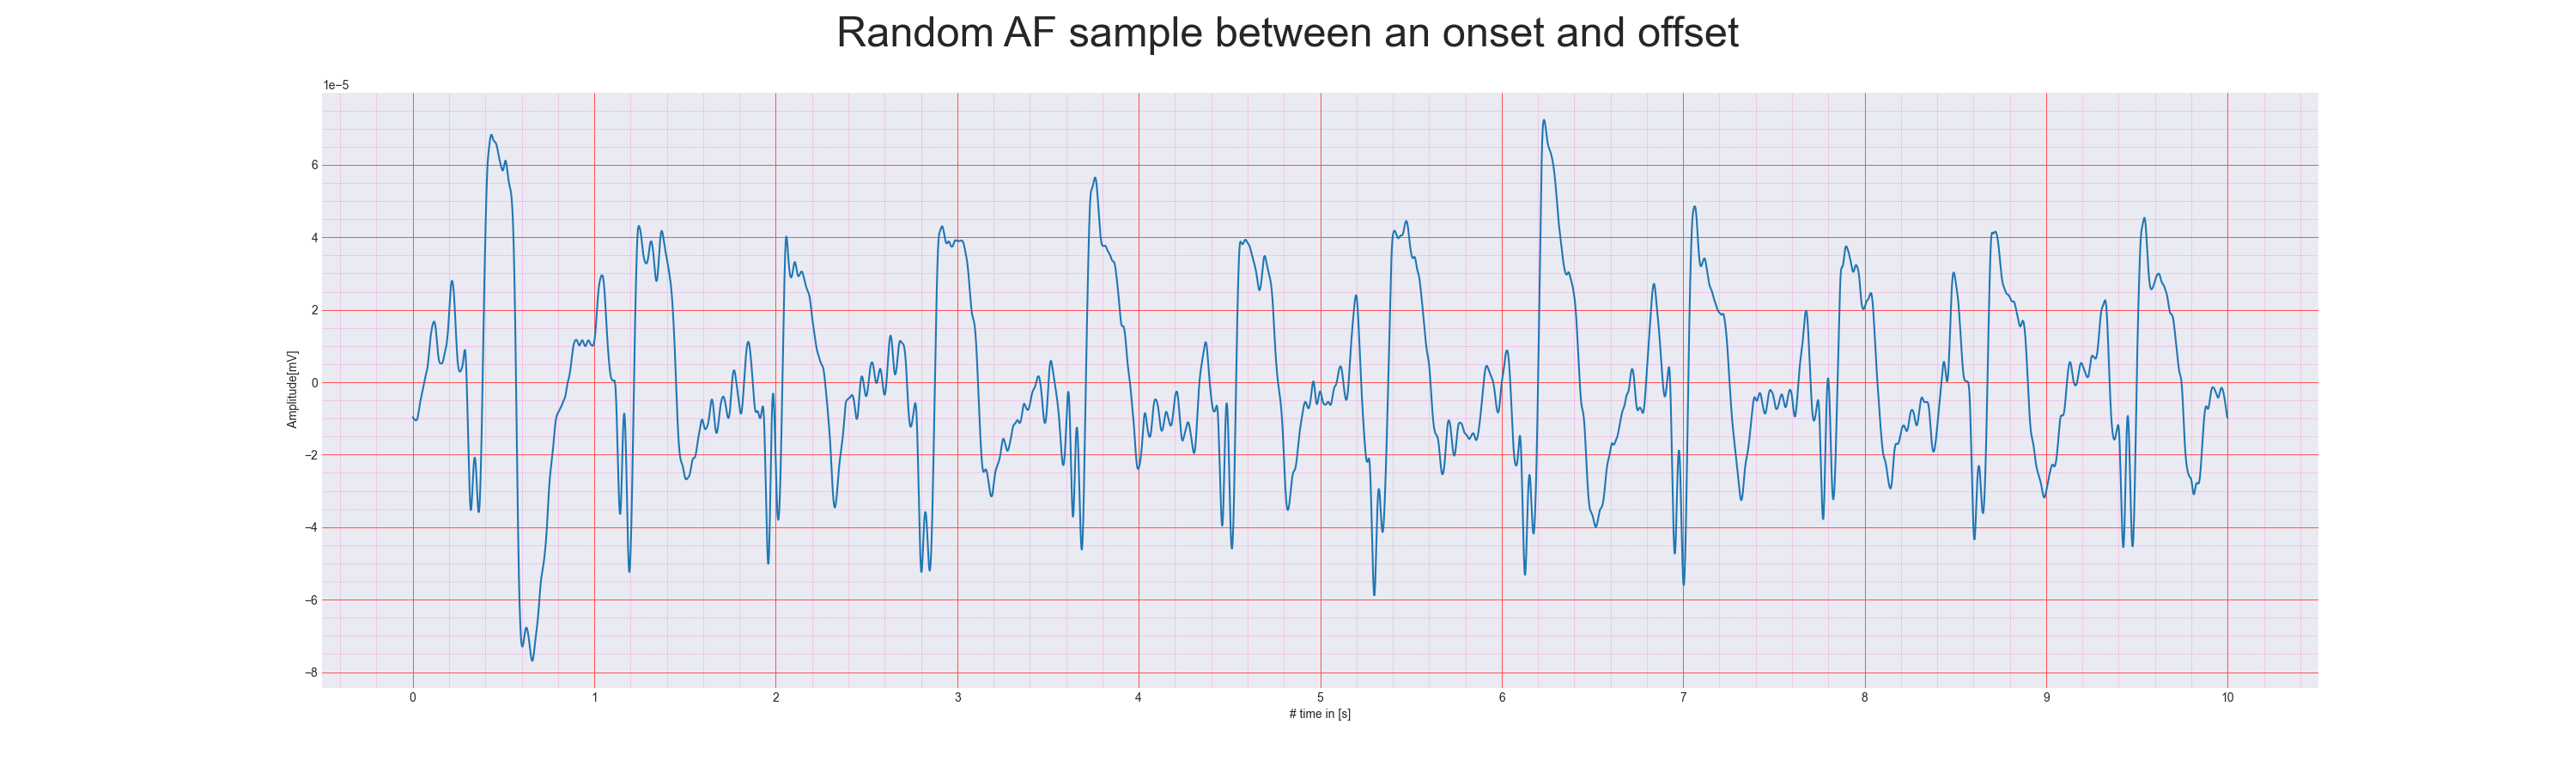 Random AF sample between an onset and offset
1e−5
6
4
2
0
−2
−4
−6
−8
Amplitude[mV]
0 1 2 3 4 5 6 7 8 9 10
# time in [s]